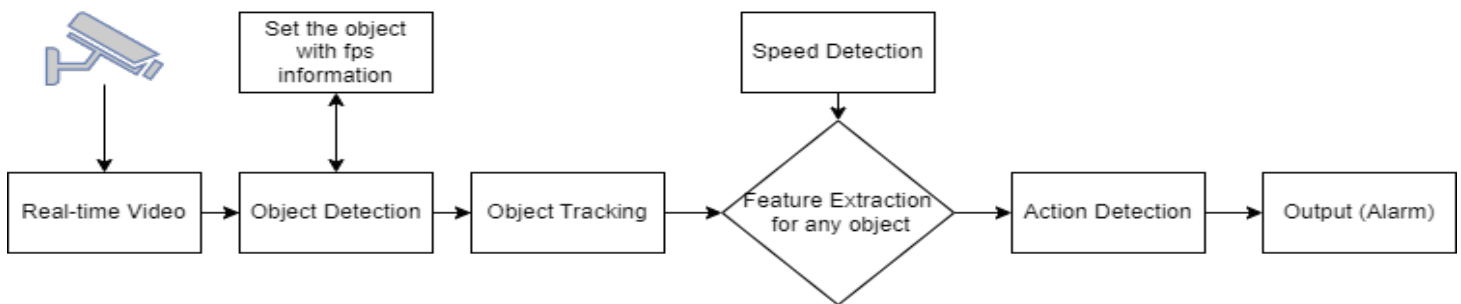 Set the object
with fps
information
Speed Detection
Real-time Video
Object Detection
Object Tracking
Feature Extraction
for any object
Action Detection
Output (Alarm)